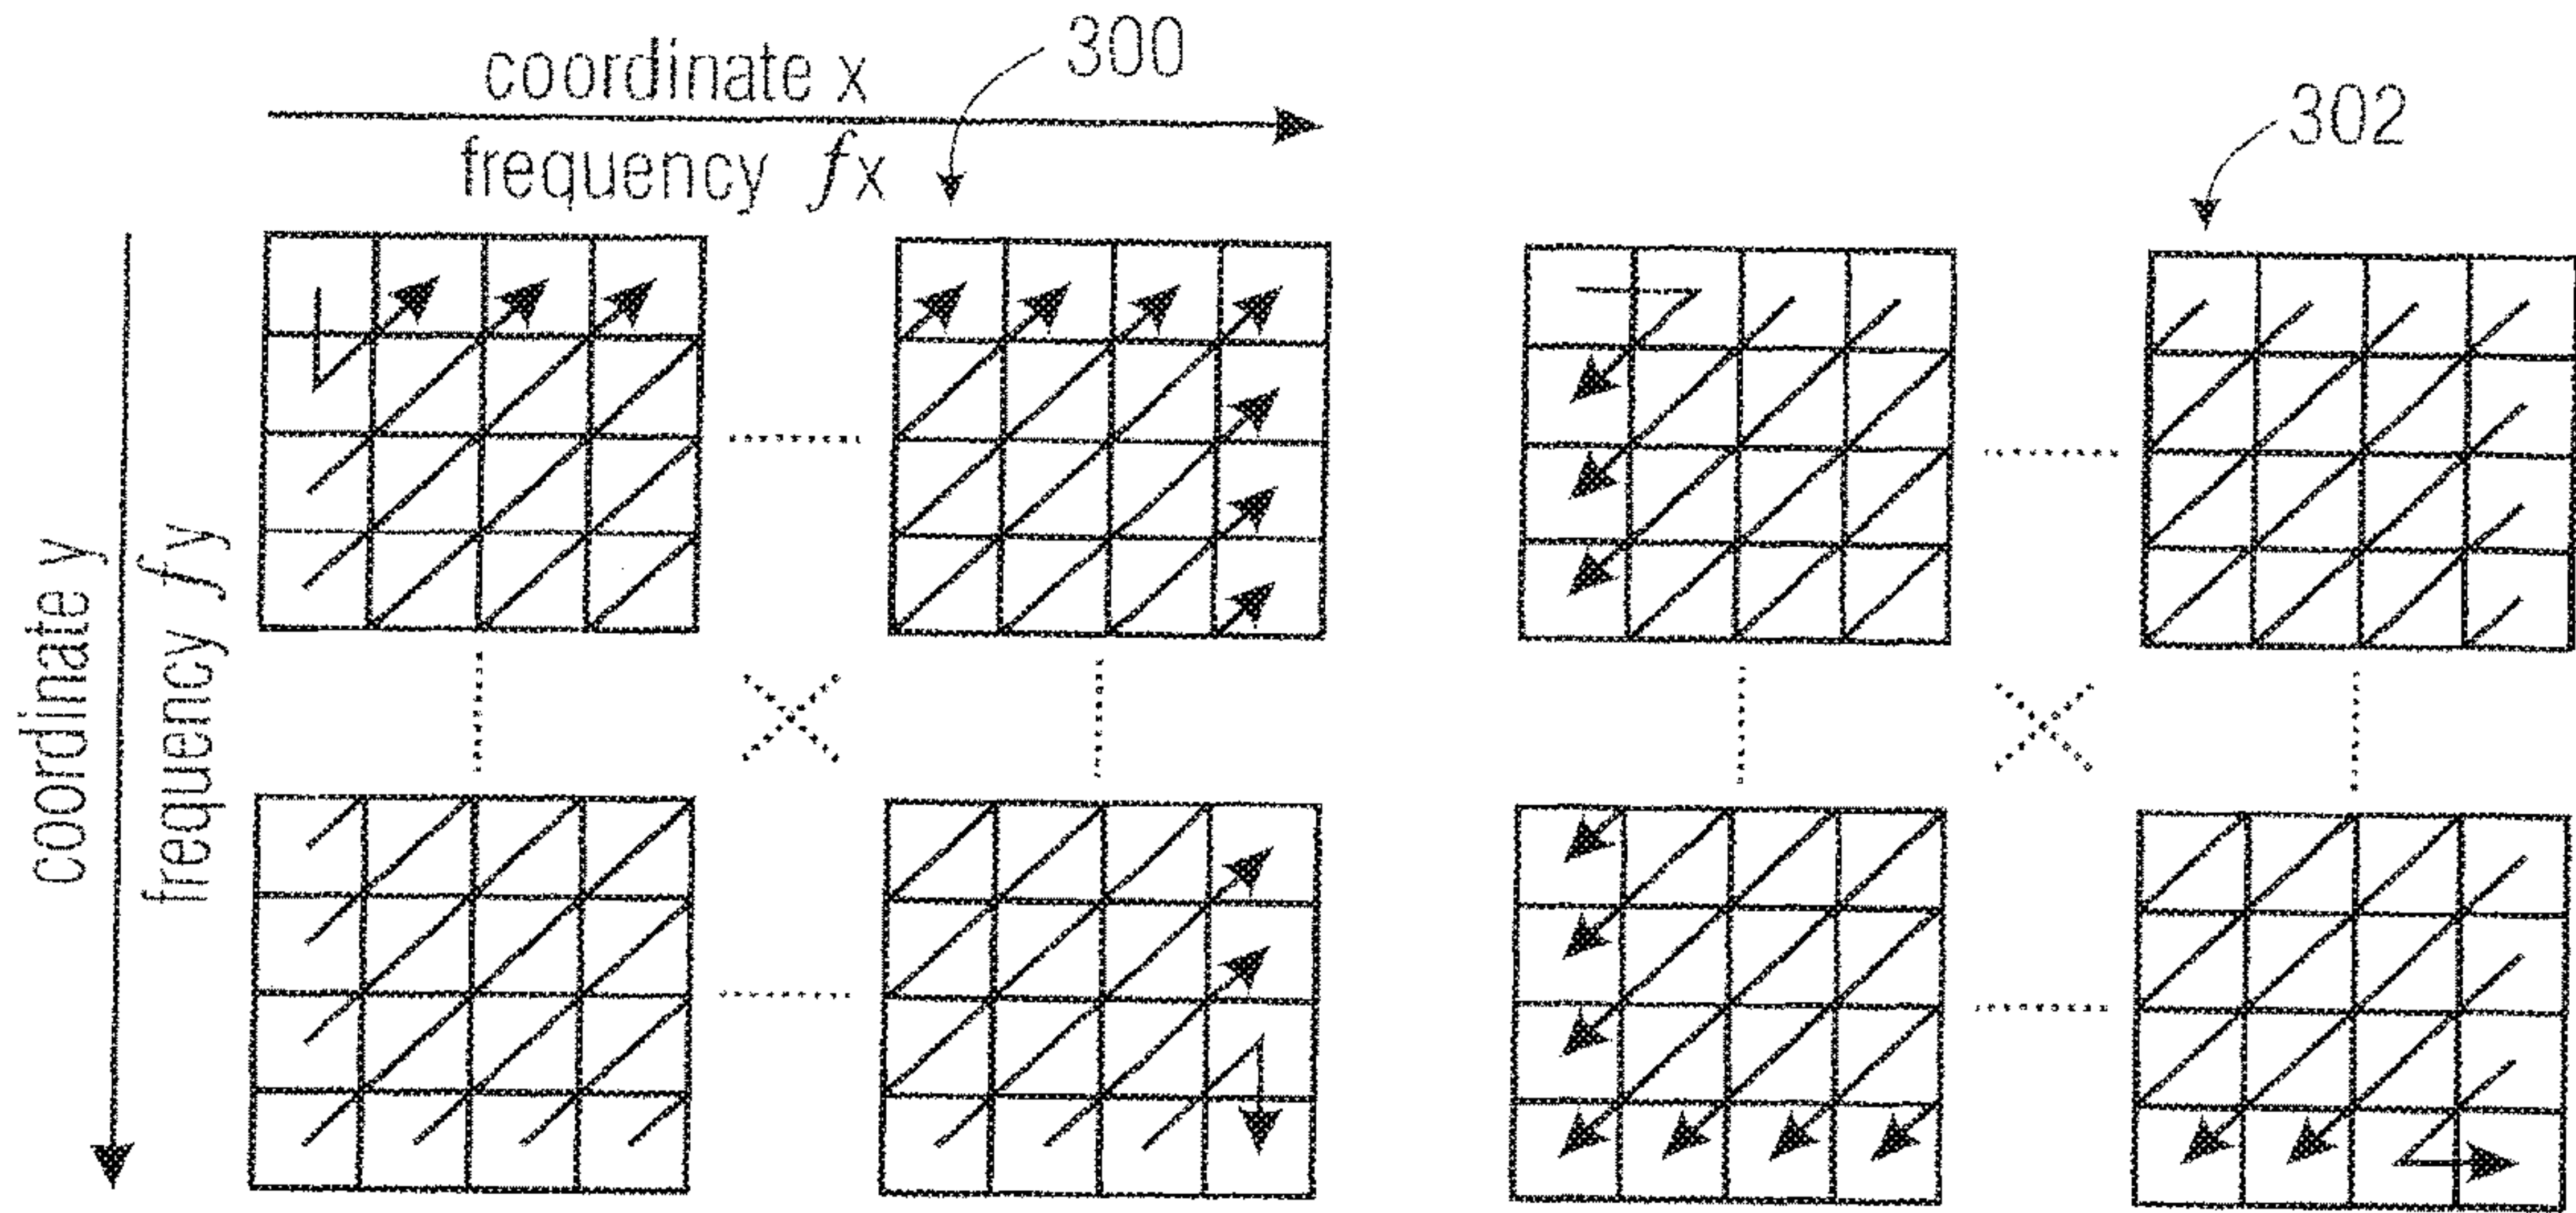 coordinate x
300
frequency fx
302
coordinate y
frequency fy